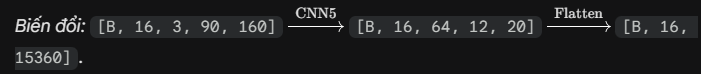 Biến đổi: [B, 16, 3, 90, 160] CNN5⟶ [B, 16, 64, 12, 20] Flatten⟶ [B, 16,
15360] .